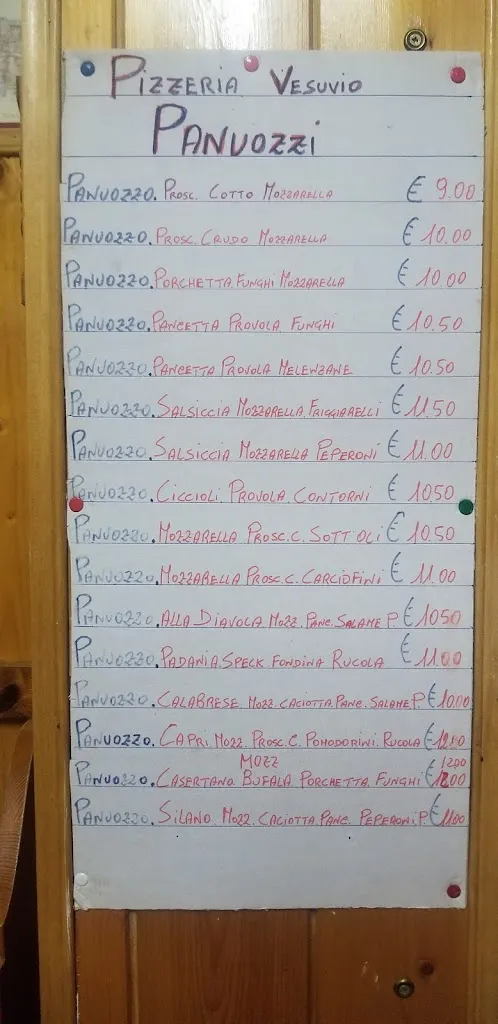 PIZZERIA VESUVIO
PANUOZZI
PANUOZZO. PROSC. COTTO MOZZARELLA € 9.00
PANUOZZO. PROSC. CRUDO MOZZARELLA € 10.00
PANUOZZO. PORCHETTA. FUNGHI MOZZARELLA € 10.00
PANUOZZO. PANCETTA PROVOLA FUNGHI € 10.50
PANUOZZO. PANCETTA PROVOLA MELENZANE € 10.50
PANUOZZO. SALSICCIA MOZZARELLA FRIGGIARELLI € 11.50
PANUOZZO. SALSICCIA MOZZARELLA PEPERONI € 11.00
PANUOZZO. CICCIOLI PROVOLA CONTORNI € 1050
PANUOZZO. MOZZARELLA PROSC.C. SOTT OLI € 10.50
PANUOZZO. MOZZARELLA PROSC.C. CARCIOFINI € 11.00
PANUOZZO. ALLA DIAVOLA MOZZ. PANC. SALAME P. € 1050
PANUOZZO. PADANIA. SPECK FONDINA RUCOLA € 11.00
PANUOZZO. CALABRESE MOZZ. CACIOTTA PANC. SALAME P. € 10.00
PANUOZZO. CAPRI. MOZZ. PROSC. C. POMODORINI. RUCOLA € 12.00
MOZZ 1200
PANUOZZO. CASERTANO BUFALA PORCHETTA. FUNGHI € 12.00
PANUOZZO. SILANO MOZZ. CACIOTTA. PANC. PEPERONI P. € 11.00